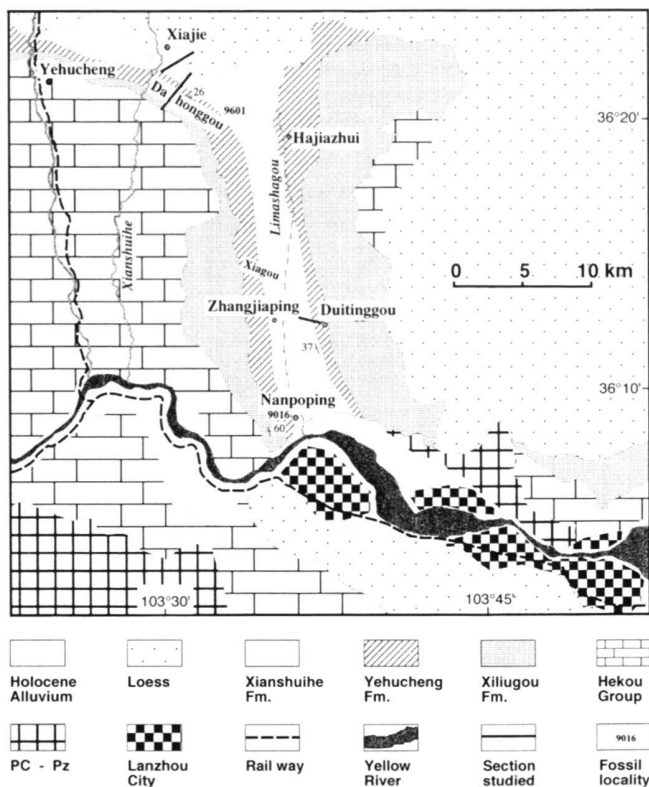 Xiajie
Yehucheng
Da honggou
26
9601
36°20'
Hajiazhui
Limashagou
Xianshuihe
0 5 10 km
Xiagou
Zhangjiaping
Duitinggou
37
36°10'
Nanpoping
9016
60
103°30'
103°45'
Holocene Alluvium
Loess
Xianshuihe Fm.
Yehucheng Fm.
Xiliugou Fm.
Hekou Group
PC - Pz
Lanzhou City
Rail way
Yellow River
Section studied
9016
Fossil locality